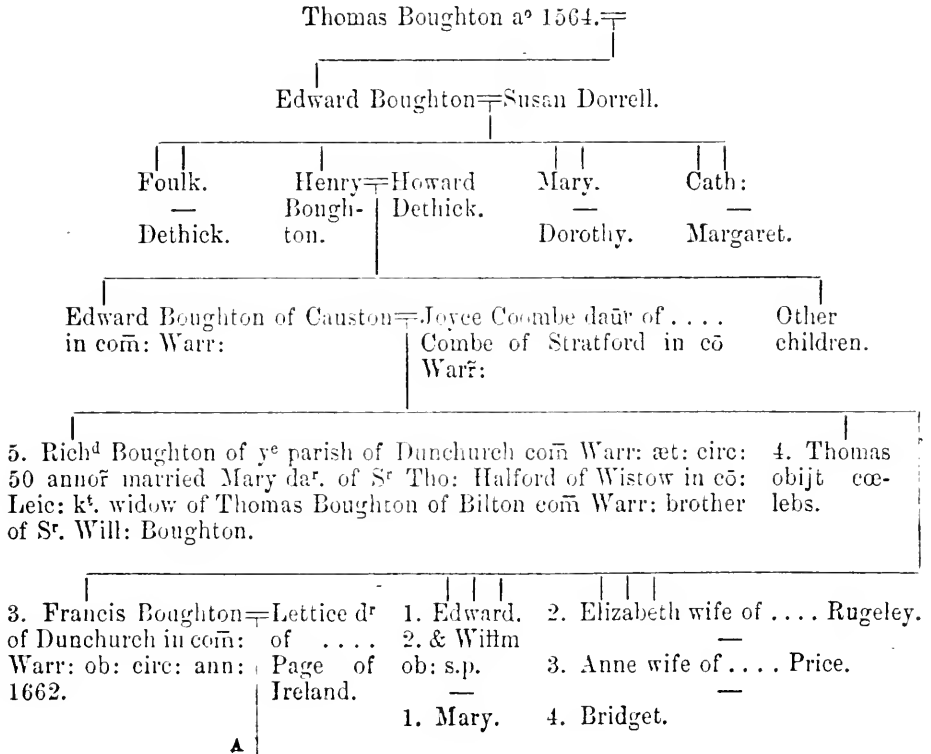 Thomas Boughton aº 1564.
Edward Boughton=Susan Dorrell.
Foulk. Henry=Howard Mary. Cath:
— Bough- Dethick. — —
Dethick. ton. Dorothy. Margaret.
Edward Boughton of Causton=Joyce Coombe daūr of .... Other
in com̄: Warr: Combe of Stratford in cō children.
Warr̃:
5. Richᵈ Boughton of yᵉ parish of Dunchurch com̄ Warr: æt: circ: 4. Thomas
50 annor̃ married Mary daʳ. of Sʳ Tho: Halford of Wistow in cō: obijt cœ-
Leic: kᵗ. widow of Thomas Boughton of Bilton com̄ Warr: brother lebs.
of Sʳ. Will: Boughton.
3. Francis Boughton=Lettice dʳ 1. Edward. 2. Elizabeth wife of .... Rugeley.
of Dunchurch in com̄: of .... 2. & Wiłłm —
Warr: ob: circ: ann: Page of ob: s.p. 3. Anne wife of .... Price.
1662. Ireland. — —
1. Mary. 4. Bridget.
A